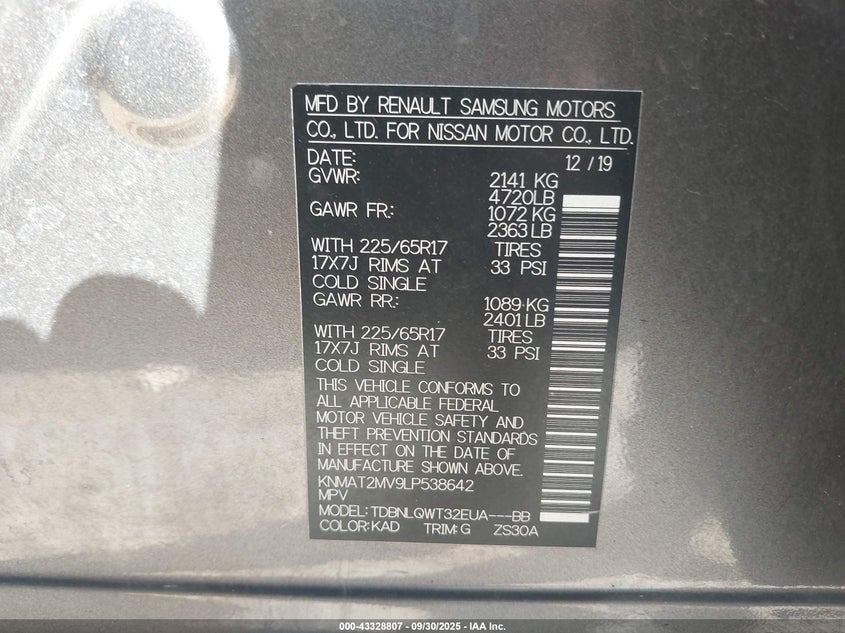 MFD BY RENAULT SAMSUNG MOTORS
CO., LTD. FOR NISSAN MOTOR CO., LTD.
DATE: 12 / 19
GVWR: 2141 KG
4720LB
GAWR FR.: 1072 KG
2363LB
WITH 225/65R17 TIRES
17X7J RIMS AT 33 PSI
COLD SINGLE
GAWR RR.: 1089 KG
2401LB
WITH 225/65R17 TIRES
17X7J RIMS AT 33 PSI
COLD SINGLE
THIS VEHICLE CONFORMS TO
ALL APPLICABLE FEDERAL
MOTOR VEHICLE SAFETY AND
THEFT PREVENTION STANDARDS
IN EFFECT ON THE DATE OF
MANUFACTURE SHOWN ABOVE.
KNMAT2MV9LP538642
MPV
MODEL: TDBNLQWT32EUA---BB
COLOR: KAD TRIM: G ZS30A
000-43328807 - 09/30/2025 - IAA Inc.